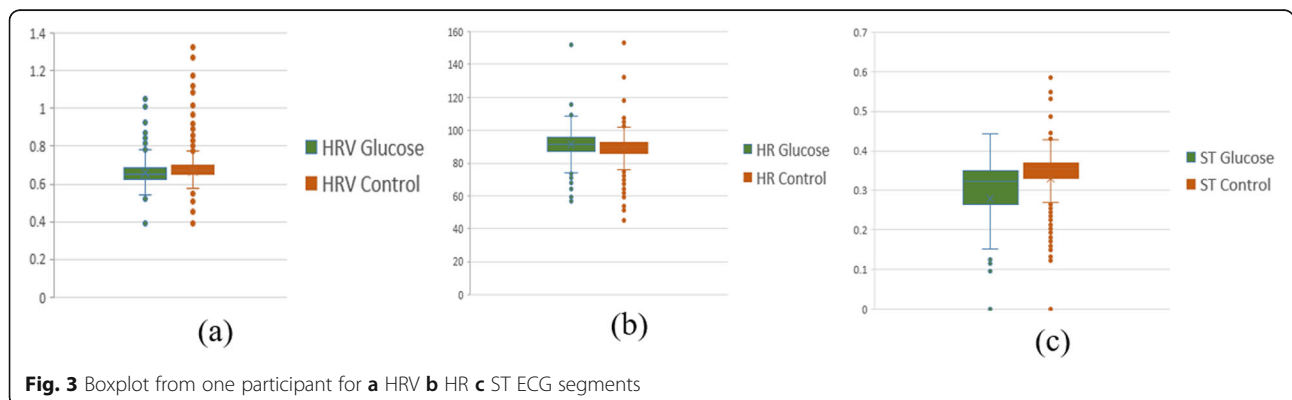 1.4
1.2
1
0.8
0.6
0.4
0.2
0
HRV Glucose
HRV Control
(a)
160
140
120
100
80
60
40
20
0
HR Glucose
HR Control
(b)
0.7
0.6
0.5
0.4
0.3
0.2
0.1
0
ST Glucose
ST Control
(c)
Fig. 3 Boxplot from one participant for a HRV b HR c ST ECG segments